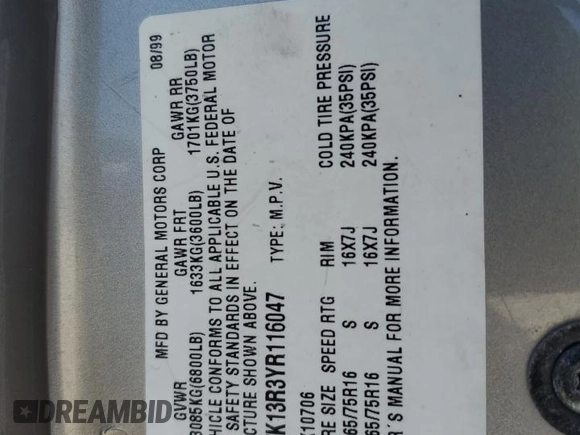 MFD BY GENERAL MOTORS CORP 08/99
GVWR GAWR FRT GAWR RR
3085KG(6800LB) 1633KG(3600LB) 1701KG(3750LB)
HICLE CONFORMS TO ALL APPLICABLE U.S. FEDERAL MOTOR
SAFETY STANDARDS IN EFFECT ON THE DATE OF
CTURE SHOWN ABOVE.
K13R3YR116047 TYPE: M.P.V.
10706
RE SIZE SPEED RTG RIM COLD TIRE PRESSURE
65/75R16 S 16X7J 240KPA(35PSI)
65/75R16 S 16X7J 240KPA(35PSI)
R'S MANUAL FOR MORE INFORMATION.
DREAMBID